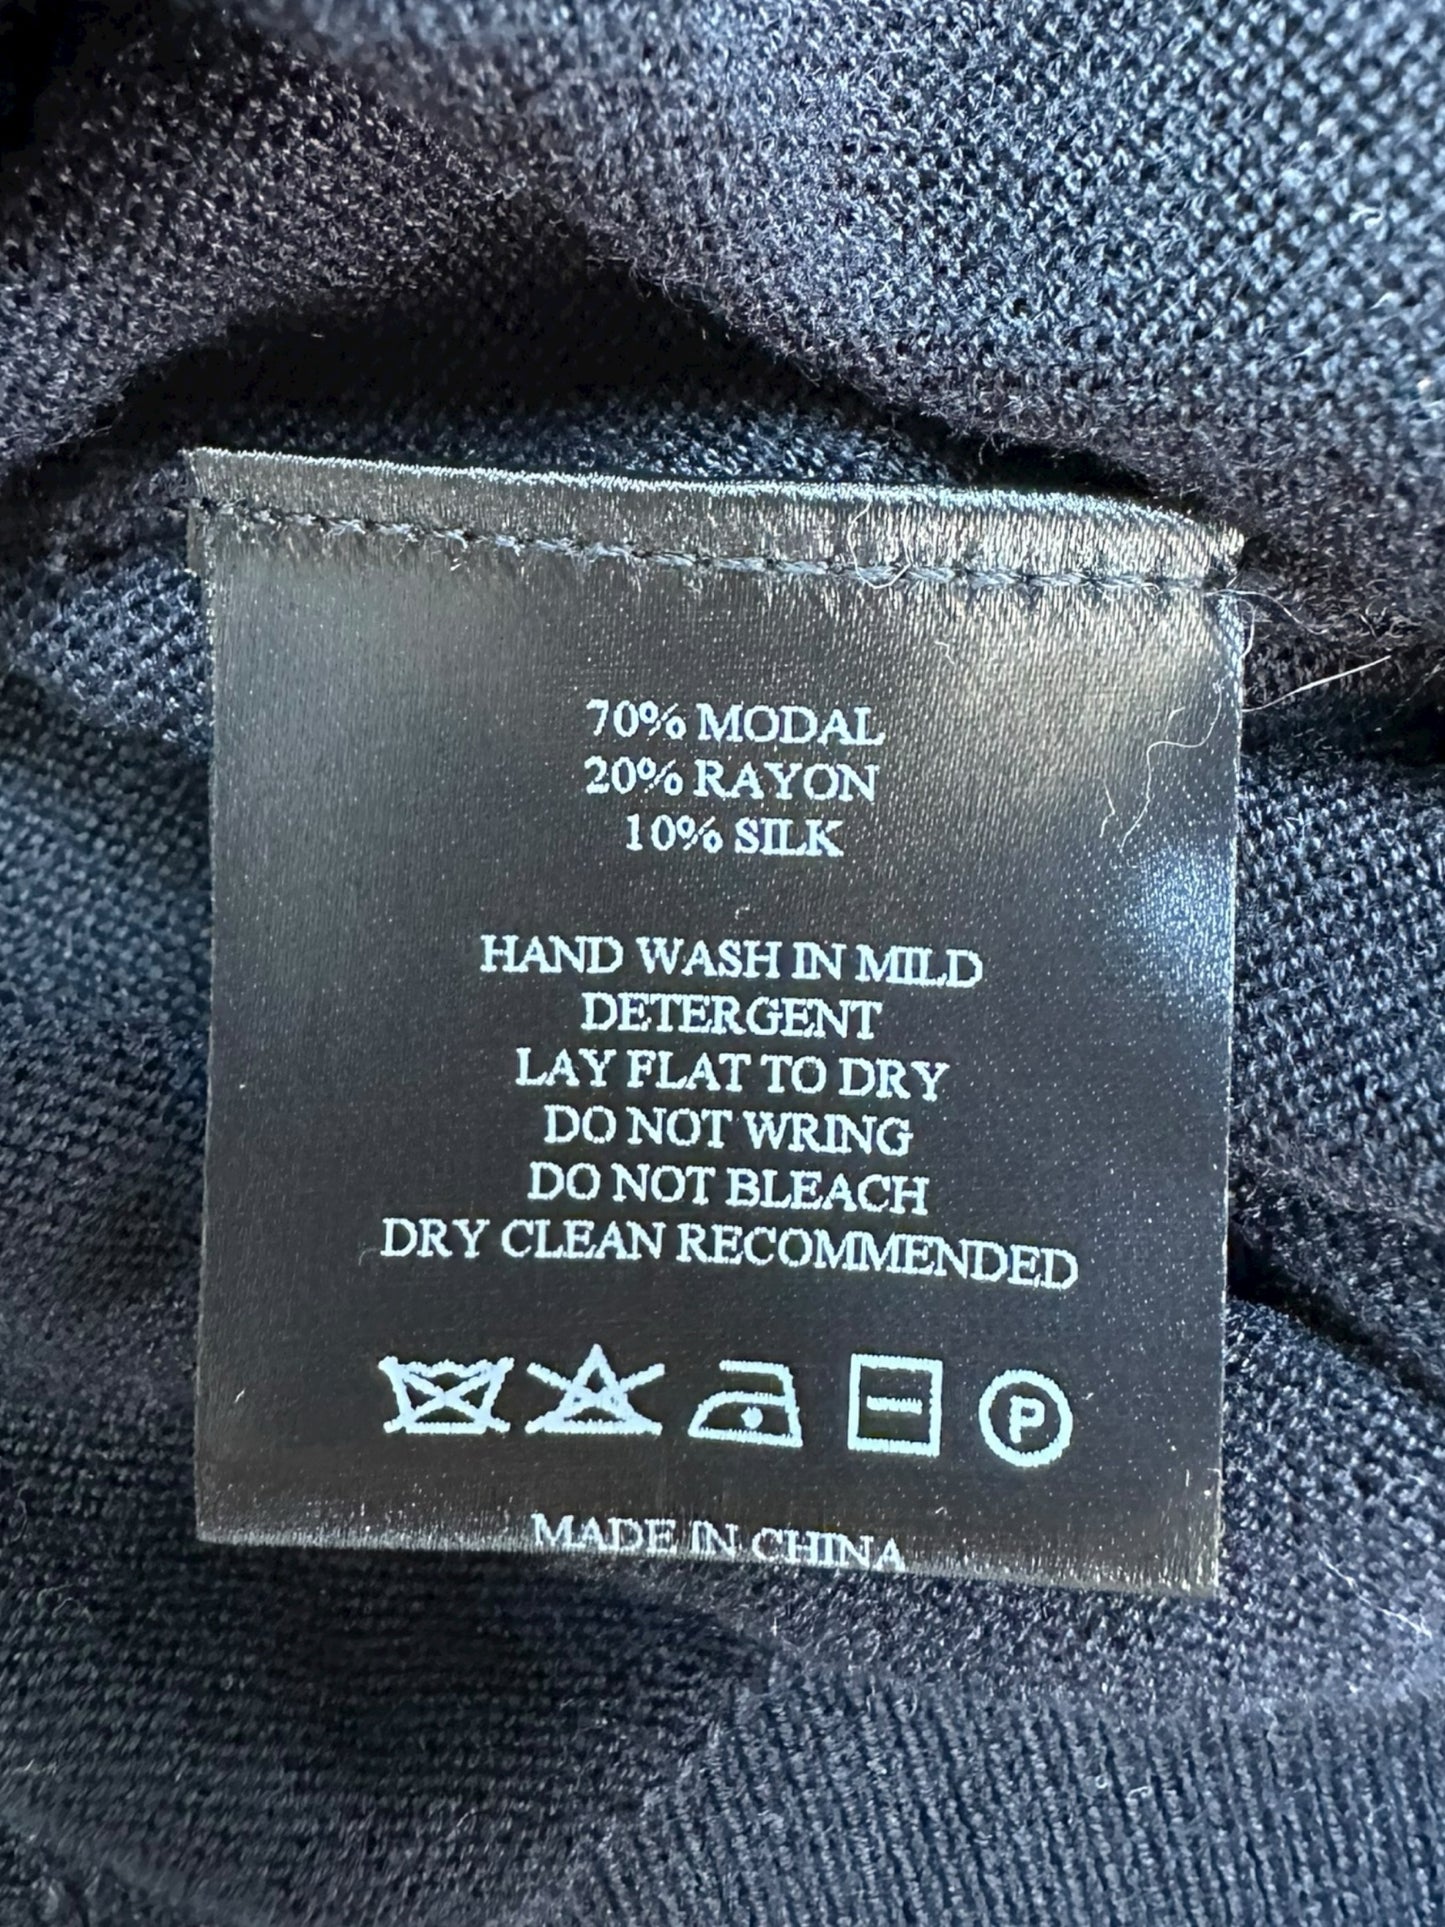 70% MODAL
20% RAYON
10% SILK
HAND WASH IN MILD
DETERGENT
LAY FLAT TO DRY
DO NOT WRING
DO NOT BLEACH
DRY CLEAN RECOMMENDED
P
MADE IN CHINA